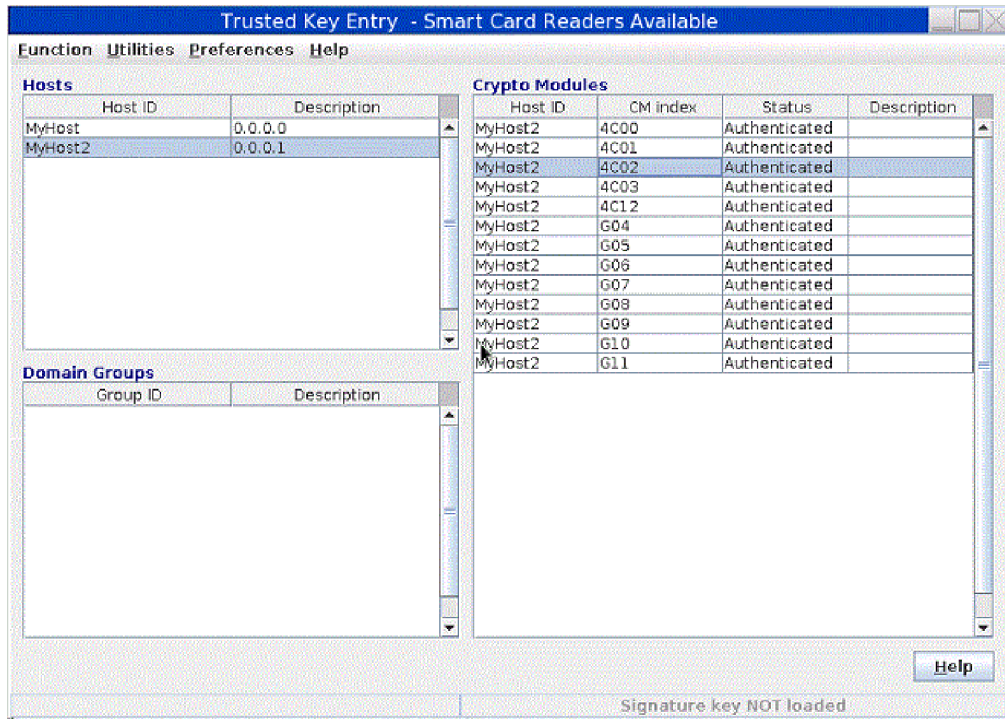 Trusted Key Entry - Smart Card Readers Available
Function Utilities Preferences Help
Hosts
Host ID Description
MyHost 0.0.0.0
MyHost2 0.0.0.1
Domain Groups
Group ID Description
Crypto Modules
Host ID CM index Status Description
MyHost2 4C00 Authenticated
MyHost2 4C01 Authenticated
MyHost2 4C02 Authenticated
MyHost2 4C03 Authenticated
MyHost2 4C12 Authenticated
MyHost2 G04 Authenticated
MyHost2 G05 Authenticated
MyHost2 G06 Authenticated
MyHost2 G07 Authenticated
MyHost2 G08 Authenticated
MyHost2 G09 Authenticated
MyHost2 G10 Authenticated
MyHost2 G11 Authenticated
Help
Signature key NOT loaded